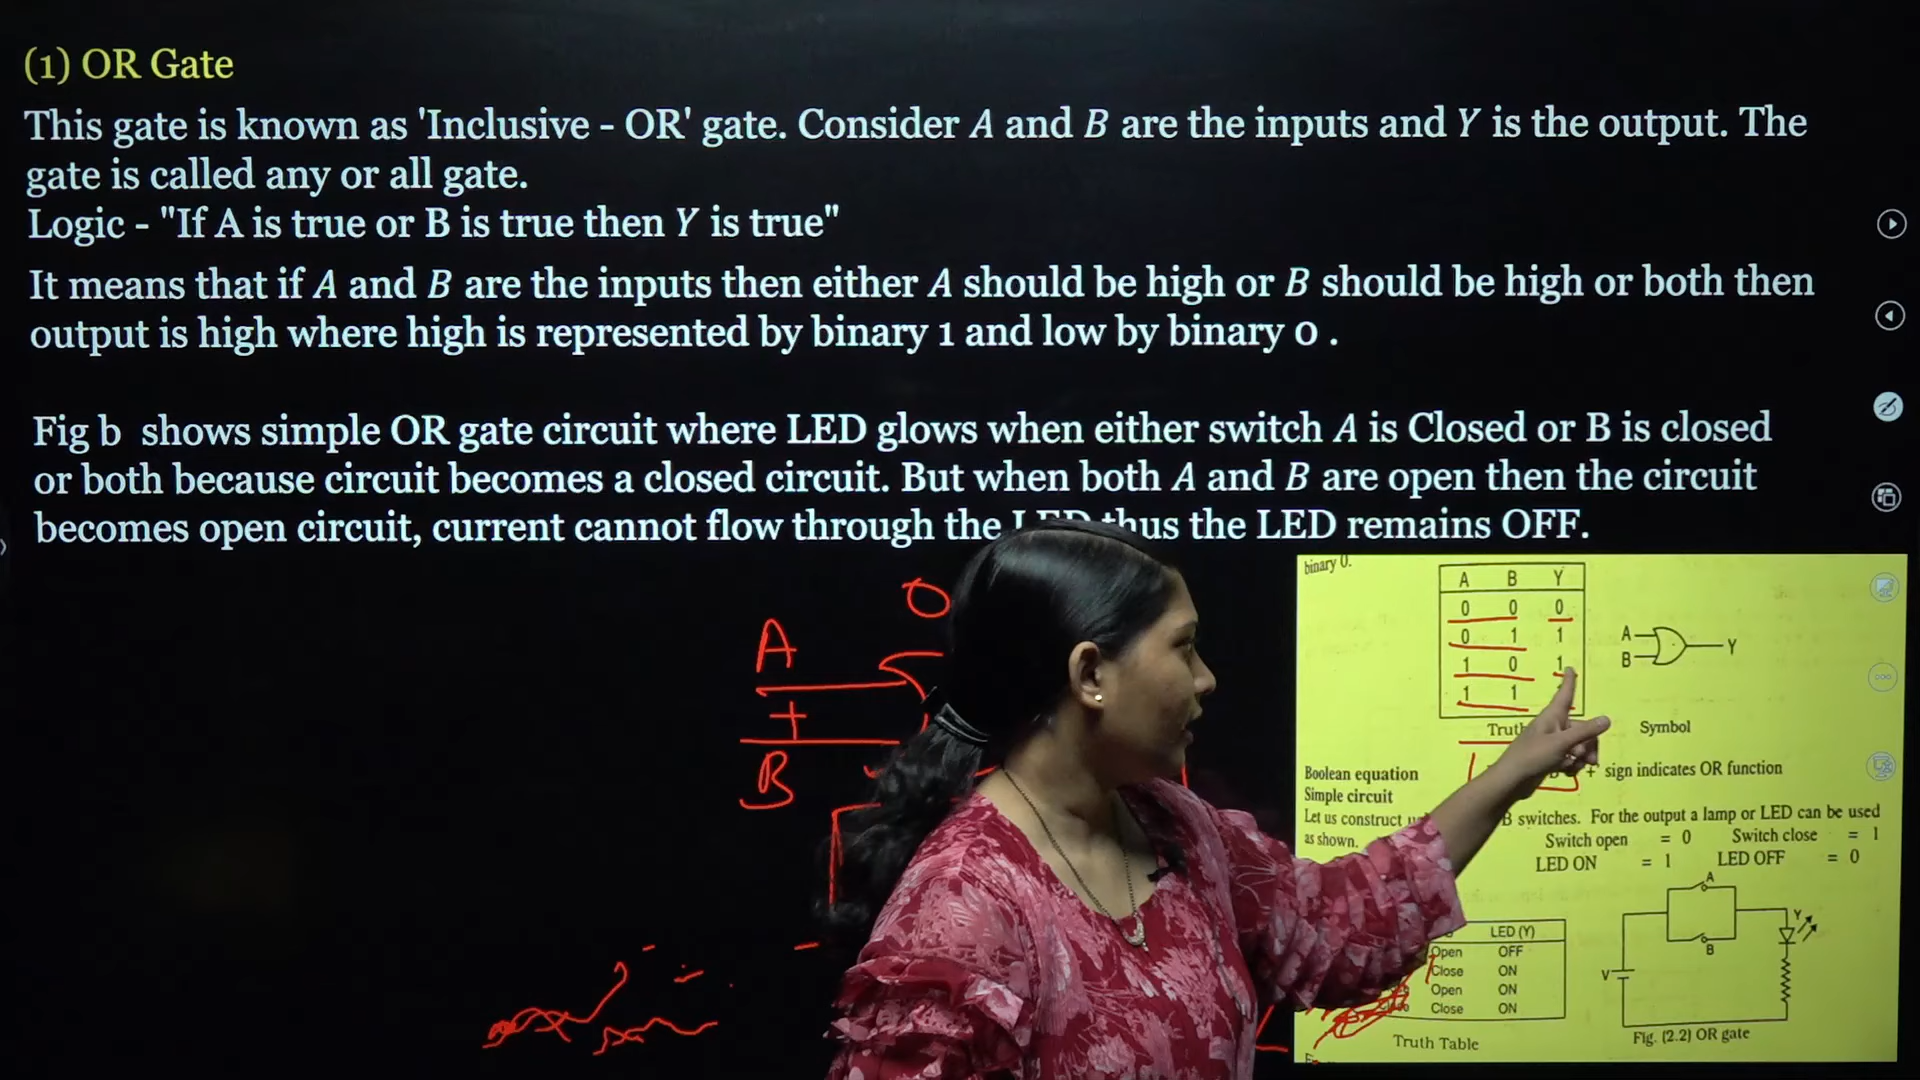 (1) OR Gate
This gate is known as 'Inclusive - OR' gate. Consider A and B are the inputs and Y is the output. The
gate is called any or all gate.
Logic - "If A is true or B is true then Y is true"
It means that if A and B are the inputs then either A should be high or B should be high or both then
output is high where high is represented by binary 1 and low by binary 0 .
Fig b shows simple OR gate circuit where LED glows when either switch A is Closed or B is closed
or both because circuit becomes a closed circuit. But when both A and B are open then the circuit
becomes open circuit, current cannot flow through the LED thus the LED remains OFF.
0
A
+
B
binary 0.
A B Y
0 0 0
0 1 1
1 0 1
1 1
A
B
Y
Symbol
Boolean equation
+ sign indicates OR function
Simple circuit
Let us construct
B switches. For the output a lamp or LED can be used
as shown.
Switch open = 0 Switch close = 1
LED ON = 1 LED OFF = 0
LED (Y)
Open OFF
Close ON
Open ON
Close ON
Truth Table
A
B
Y
V
Fig. (2.2) OR gate